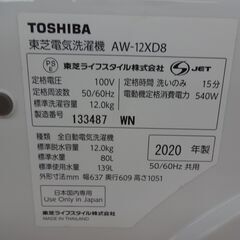 TOSHIBA
東芝電気洗濯機 AW-12XD8
PS E
東芝ライフスタイル株式会社 S JET
定格電圧 100V 定格時間 洗いのみ 15分
定格周波数 50/60Hz 電動機定格消費電力 540W
標準洗濯容量 12.0kg
製造番号 133487 WN
品名 全自動電気洗濯機
標準脱水容量 12.0kg 2020 年製
標準水量 80L
標準使用水量 139L 50/60Hz 共用
外形寸法 mm 幅637 奥行609 高さ1051
日本国内専用
Use Only in Japan
東芝ライフスタイル株式会社
MADE IN THAILAND